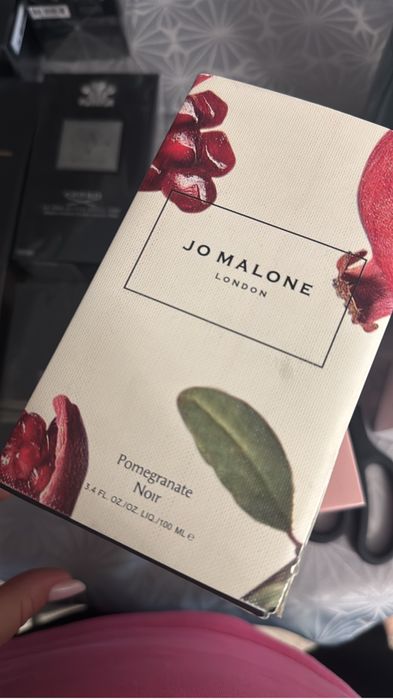 JO MALONE
LONDON
Pomegranate
Noir
3.4 FL. OZ./OZ. LIQ./100 ML e